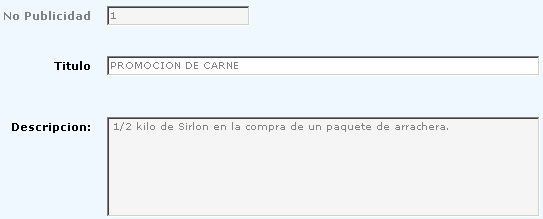 No Publicidad 1
Titulo PROMOCION DE CARNE
Descripcion: 1/2 kilo de Sirlon en la compra de un paquete de arrachera.